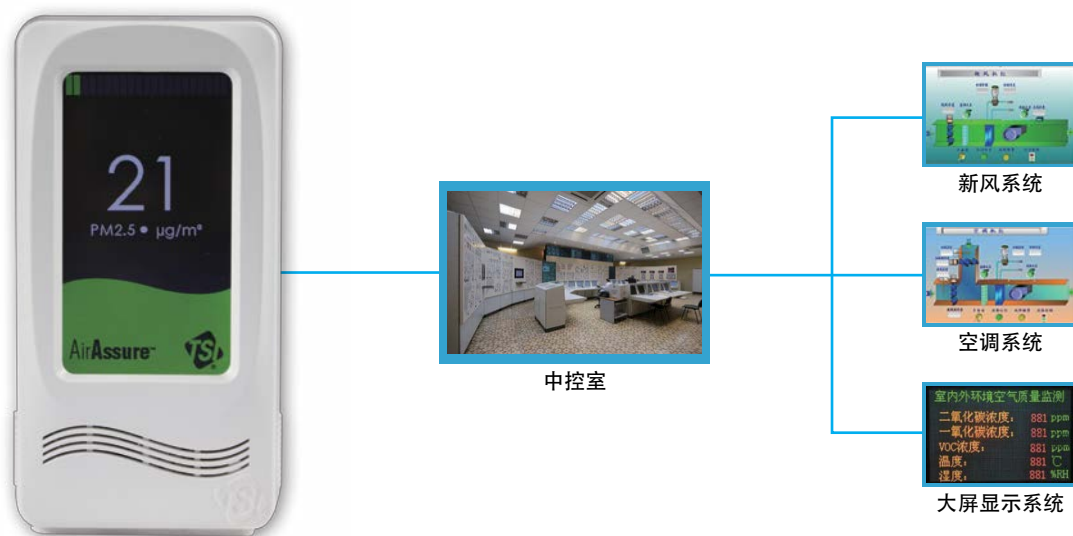 21
PM2.5 • µg/m³
AirAssure™
TSI
中控室
新风系统
空调系统
室内外环境空气质量监测
二氧化碳浓度: 881 ppm
一氧化碳浓度: 881 ppm
VOC浓度: 881 ppm
温度: 881 ℃
湿度: 881 %RH
大屏显示系统